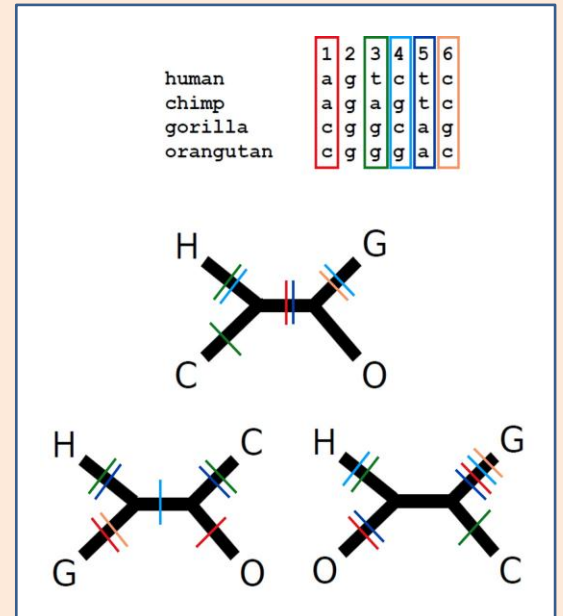 1 2 3 4 5 6
human a g t c t c
chimp a g a g t c
gorilla c g g c a g
orangutan c g g g a c
H G
C O
H C H G
G O O C